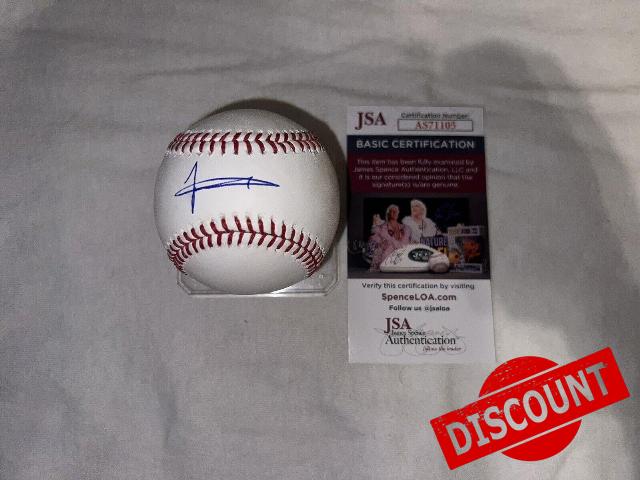 JSA
Certification Number
AS71105
BASIC CERTIFICATION
This item has been fully examined by
James Spence Authentication, LLC and
it is our considered opinion that the
signature(s) is/are genuine.
Verify this certification by visiting
SpenceLOA.com
Follow us @jsaloa
JSA
James Spence
Authentication
DISCOUNT